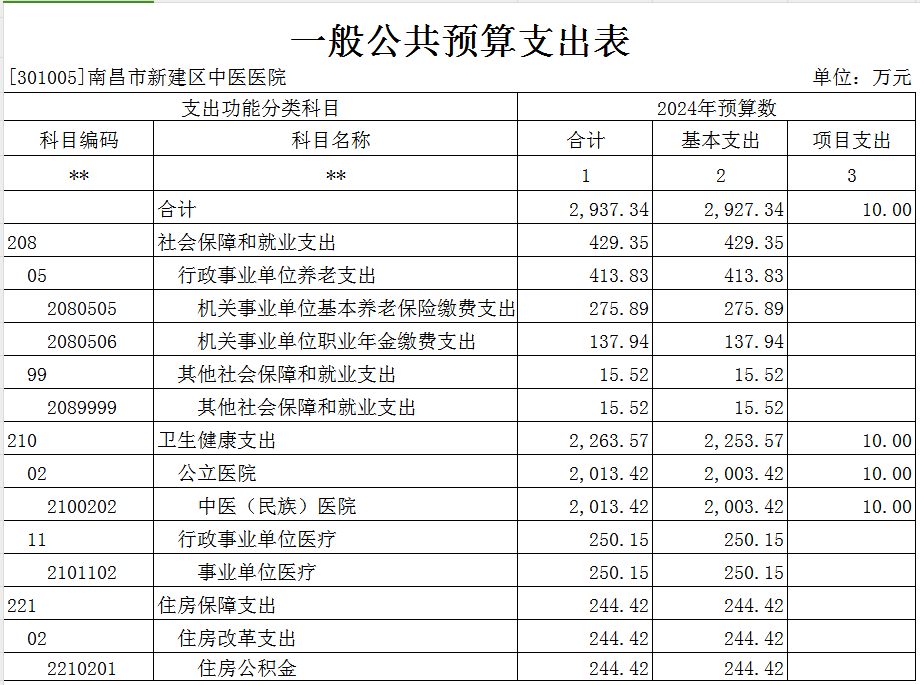 一般公共预算支出表
[301005]南昌市新建区中医医院 单位：万元
支出功能分类科目 2024年预算数
科目编码 科目名称 合计 基本支出 项目支出
** ** 1 2 3
合计 2,937.34 2,927.34 10.00
208 社会保障和就业支出 429.35 429.35
05 行政事业单位养老支出 413.83 413.83
2080505 机关事业单位基本养老保险缴费支出 275.89 275.89
2080506 机关事业单位职业年金缴费支出 137.94 137.94
99 其他社会保障和就业支出 15.52 15.52
2089999 其他社会保障和就业支出 15.52 15.52
210 卫生健康支出 2,263.57 2,253.57 10.00
02 公立医院 2,013.42 2,003.42 10.00
2100202 中医（民族）医院 2,013.42 2,003.42 10.00
11 行政事业单位医疗 250.15 250.15
2101102 事业单位医疗 250.15 250.15
221 住房保障支出 244.42 244.42
02 住房改革支出 244.42 244.42
2210201 住房公积金 244.42 244.42